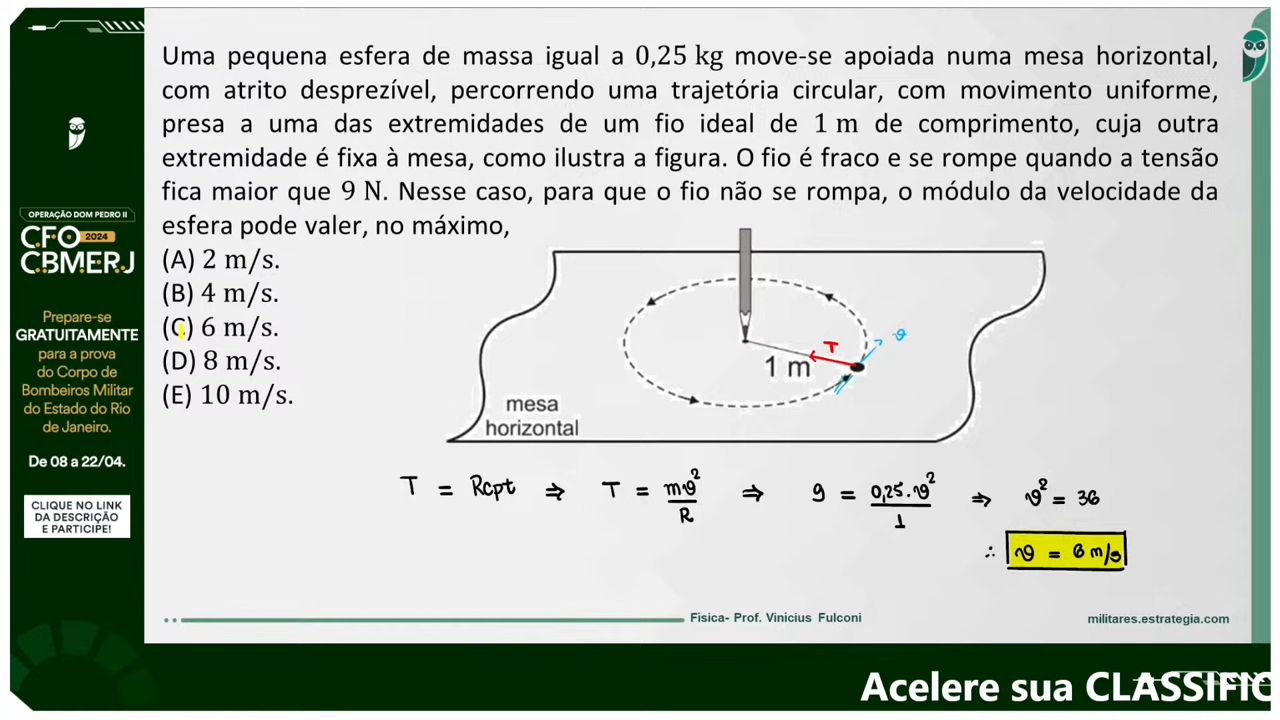 Uma pequena esfera de massa igual a 0,25 kg move-se apoiada numa mesa horizontal,
com atrito desprezível, percorrendo uma trajetória circular, com movimento uniforme,
presa a uma das extremidades de um fio ideal de 1 m de comprimento, cuja outra
extremidade é fixa à mesa, como ilustra a figura. O fio é fraco e se rompe quando a tensão
fica maior que 9 N. Nesse caso, para que o fio não se rompa, o módulo da velocidade da
esfera pode valer, no máximo,
(A) 2 m/s.
(B) 4 m/s.
(C) 6 m/s.
(D) 8 m/s.
(E) 10 m/s.
T
v
1 m
mesa
horizontal
T = Rcpt ⇒ T = mv²/R ⇒ 9 = 0,25.v²/1 ⇒ v² = 36
∴ v = 6 m/s
OPERAÇÃO DOM PEDRO II
CFO 2024
CBMERJ
Prepare-se
GRATUITAMENTE
para a prova
do Corpo de
Bombeiros Militar
do Estado do Rio
de Janeiro.
De 08 a 22/04.
CLIQUE NO LINK
DA DESCRIÇÃO
E PARTICIPE!
Física- Prof. Vinícius Fulconi
militares.estrategia.com
Acelere sua CLASSIFIC